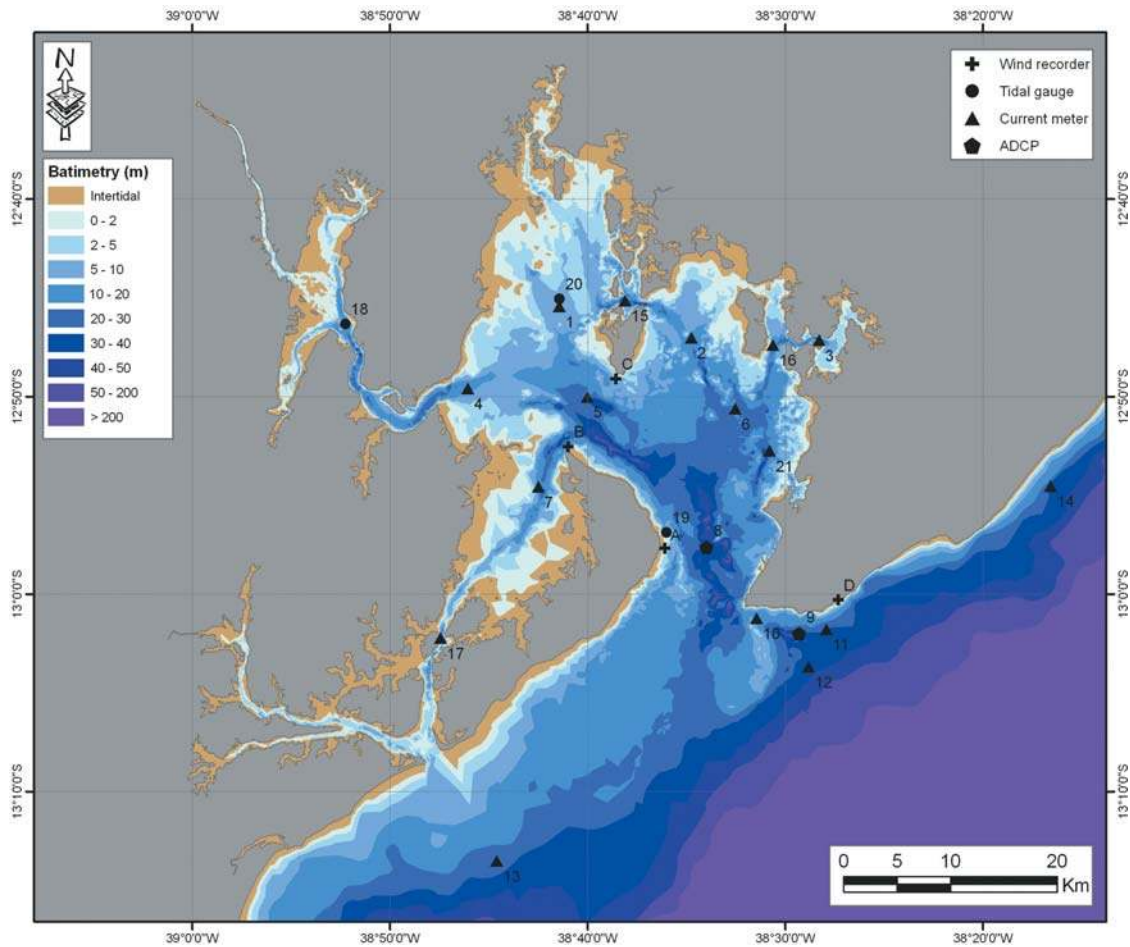 39°0'0"W 38°50'0"W 38°40'0"W 38°30'0"W 38°20'0"W
N
Wind recorder
Tidal gauge
Current meter
ADCP
Batimetry (m)
Intertidal
0 - 2
2 - 5
5 - 10
10 - 20
20 - 30
30 - 40
40 - 50
50 - 200
> 200
12°40'0"S 12°40'0"S
20
18 1 15
2
16 3
C
12°50'0"S 12°50'0"S
4 5
6
B
21
7 14
19
A 8
13°0'0"S 13°0'0"S
D
9
10 11
17
12
13°10'0"S 13°10'0"S
13
0 5 10 20
Km
39°0'0"W 38°50'0"W 38°40'0"W 38°30'0"W 38°20'0"W